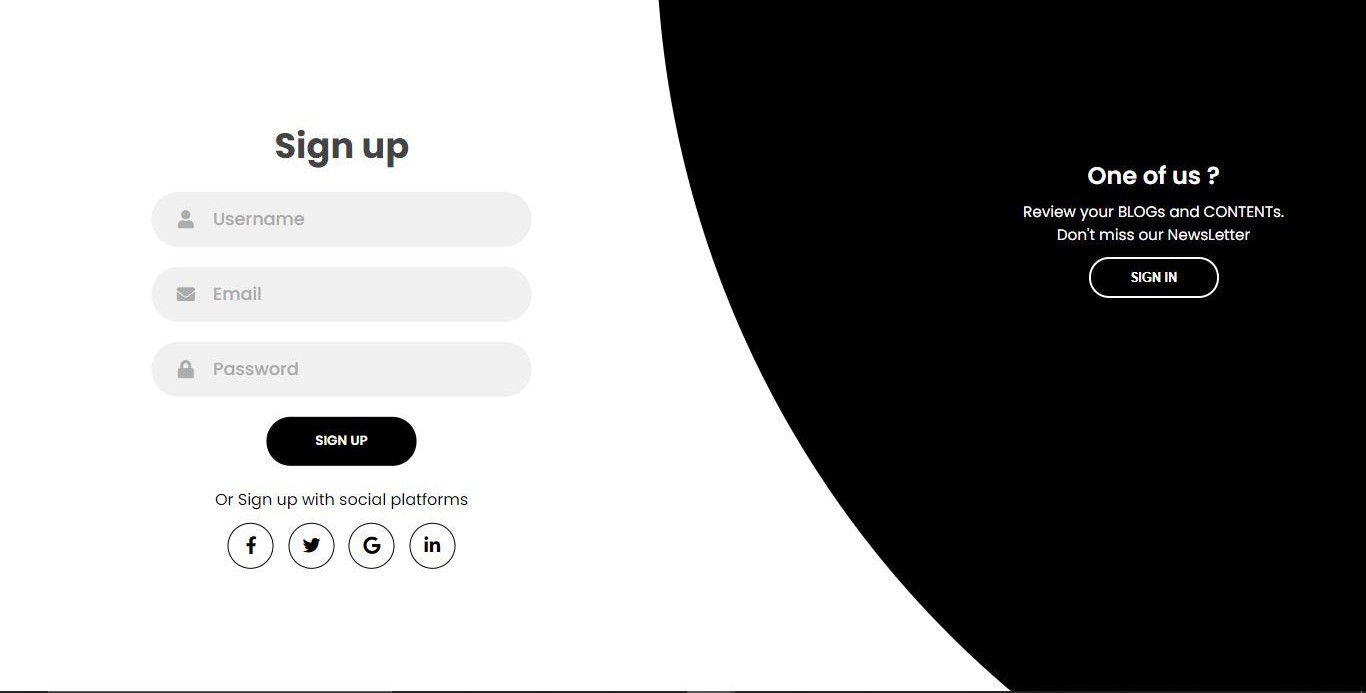 Sign up
Username
Email
Password
SIGN UP
Or Sign up with social platforms
One of us ?
Review your BLOGs and CONTENTs.
Don't miss our NewsLetter
SIGN IN